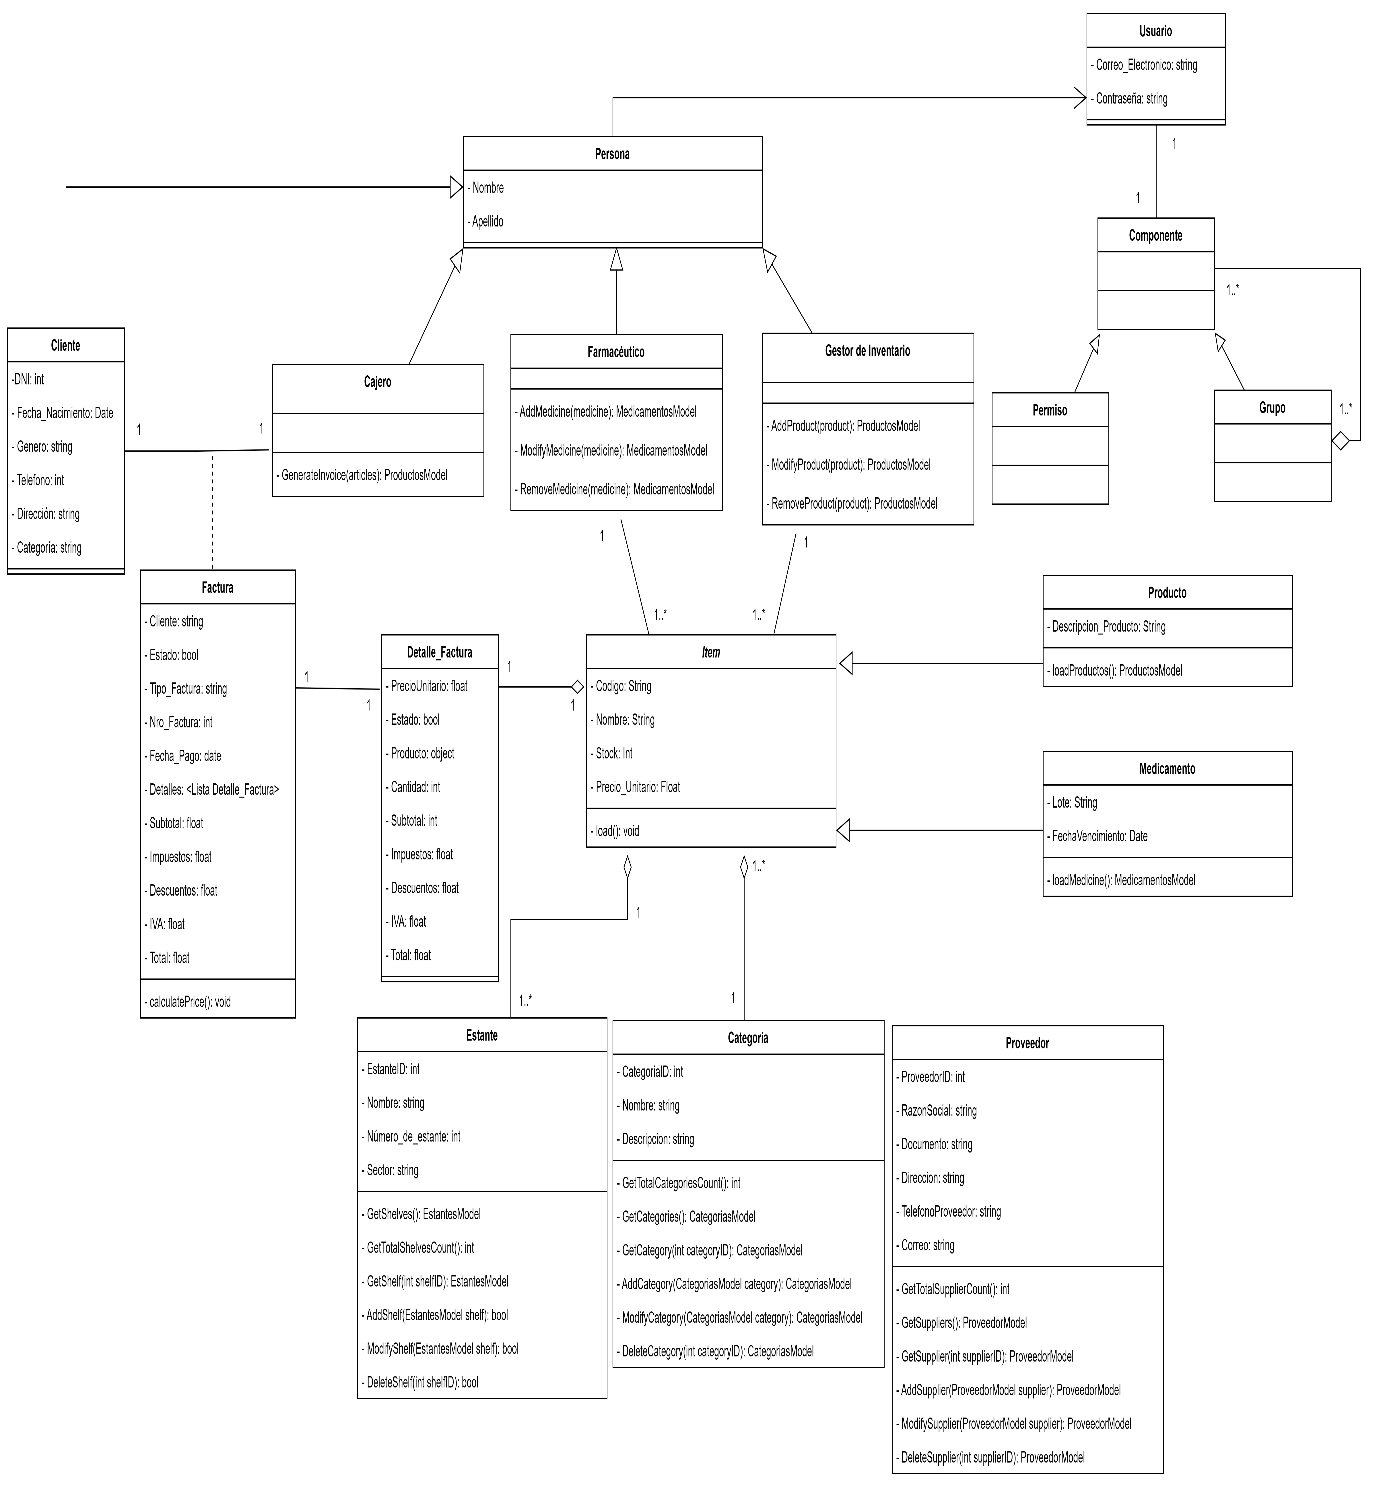 Usuario
- Correo_Electronico: string
- Contraseña: string
1
1
Persona
- Nombre
- Apellido
Componente
1..*
1..*
Permiso
Grupo
Cliente
-DNI: int
- Fecha_Nacimiento: Date
- Genero: string
- Telefono: int
- Dirección: string
- Categoria: string
1
1
Cajero
- GenerateInvoice(articles): ProductosModel
Farmacéutico
- AddMedicine(medicine): MedicamentosModel
- ModifyMedicine(medicine): MedicamentosModel
- RemoveMedicine(medicine): MedicamentosModel
Gestor de Inventario
- AddProduct(product): ProductosModel
- ModifyProduct(product): ProductosModel
- RemoveProduct(product): ProductosModel
1
1
1..*
1..*
Factura
- Cliente: string
- Estado: bool
- Tipo_Factura: string
- Nro_Factura: int
- Fecha_Pago: date
- Detalles: <Lista Detalle_Factura>
- Subtotal: float
- Impuestos: float
- Descuentos: float
- IVA: float
- Total: float
- calculatePrice(): void
1
1
Detalle_Factura
- PrecioUnitario: float
- Estado: bool
- Producto: object
- Cantidad: int
- Subtotal: int
- Impuestos: float
- Descuentos: float
- IVA: float
- Total: float
1
1
Item
- Codigo: String
- Nombre: String
- Stock: Int
- Precio_Unitario: Float
- load(): void
Producto
- Descripcion_Producto: String
- loadProductos(): ProductosModel
Medicamento
- Lote: String
- FechaVencimiento: Date
- loadMedicine(): MedicamentosModel
1..*
1
1..*
1
Estante
- EstanteID: int
- Nombre: string
- Número_de_estante: int
- Sector: string
- GetShelves(): EstantesModel
- GetTotalShelvesCount(): int
- GetShelf(int shelfID): EstantesModel
- AddShelf(EstantesModel shelf): bool
- ModifyShelf(EstantesModel shelf): bool
- DeleteShelf(int shelfID): bool
Categoria
- CategoriaID: int
- Nombre: string
- Descripcion: string
- GetTotalCategoriesCount(): int
- GetCategories(): CategoriasModel
- GetCategory(int categoryID): CategoriasModel
- AddCategory(CategoriasModel category): CategoriasModel
- ModifyCategory(CategoriasModel category): CategoriasModel
- DeleteCategory(int categoryID): CategoriasModel
Proveedor
- ProveedorID: int
- RazonSocial: string
- Documento: string
- Direccion: string
- TelefonoProveedor: string
- Correo: string
- GetTotalSupplierCount(): int
- GetSuppliers(): ProveedorModel
- GetSupplier(int supplierID): ProveedorModel
- AddSupplier(ProveedorModel supplier): ProveedorModel
- ModifySupplier(ProveedorModel supplier): ProveedorModel
- DeleteSupplier(int supplierID): ProveedorModel